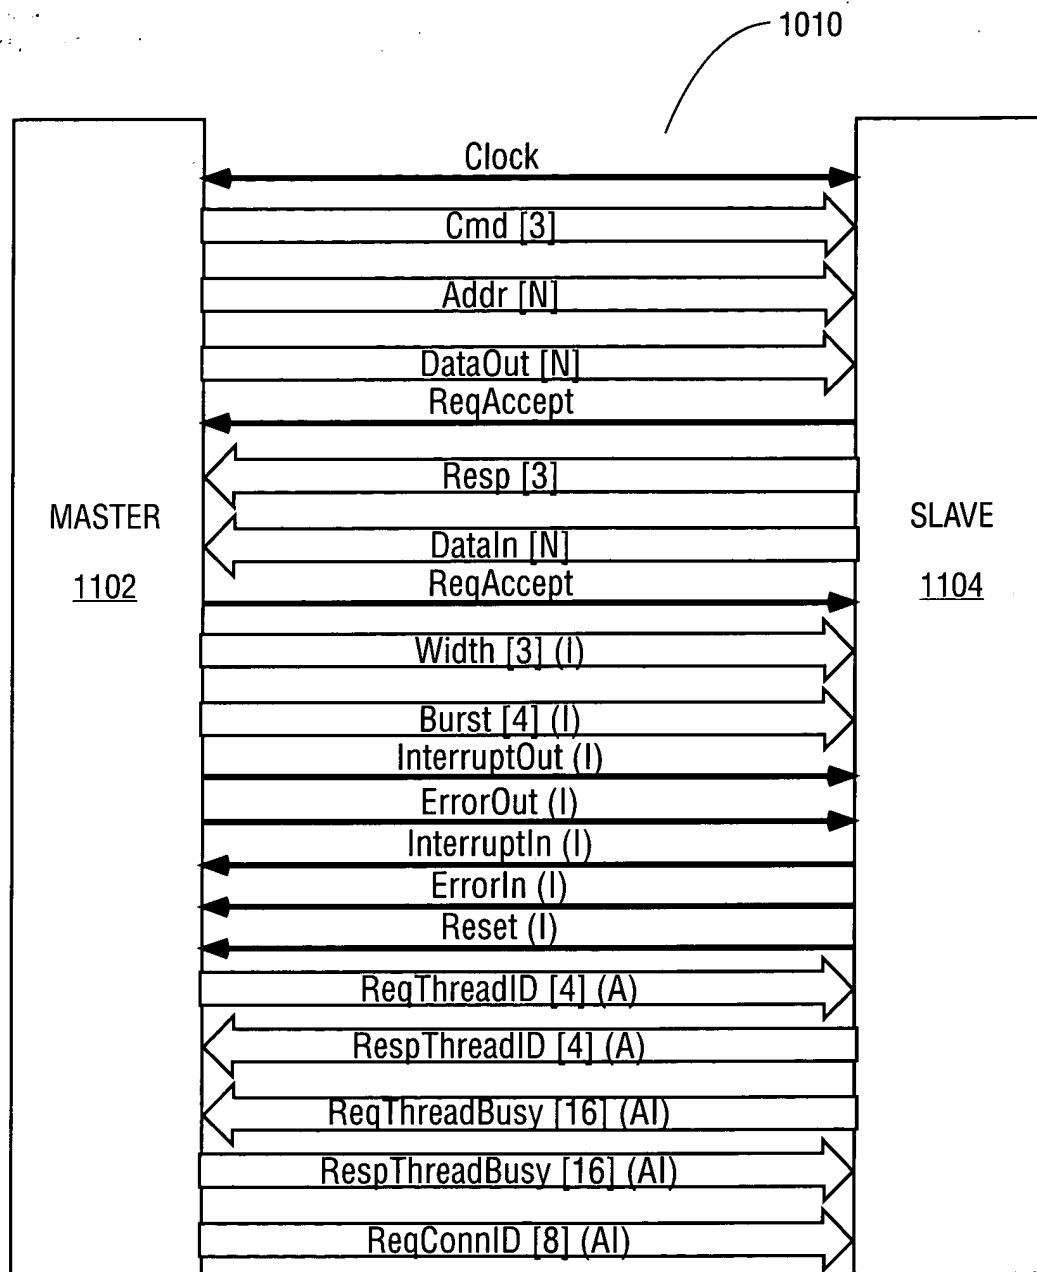 1010
Clock
Cmd [3]
Addr [N]
DataOut [N]
ReqAccept
Resp [3]
MASTER
SLAVE
DataIn [N]
1102
ReqAccept
1104
Width [3] (I)
Burst [4] (I)
InterruptOut (I)
ErrorOut (I)
InterruptIn (I)
ErrorIn (I)
Reset (I)
ReqThreadID [4] (A)
RespThreadID [4] (A)
ReqThreadBusy [16] (AI)
RespThreadBusy [16] (AI)
ReqConnID [8] (AI)